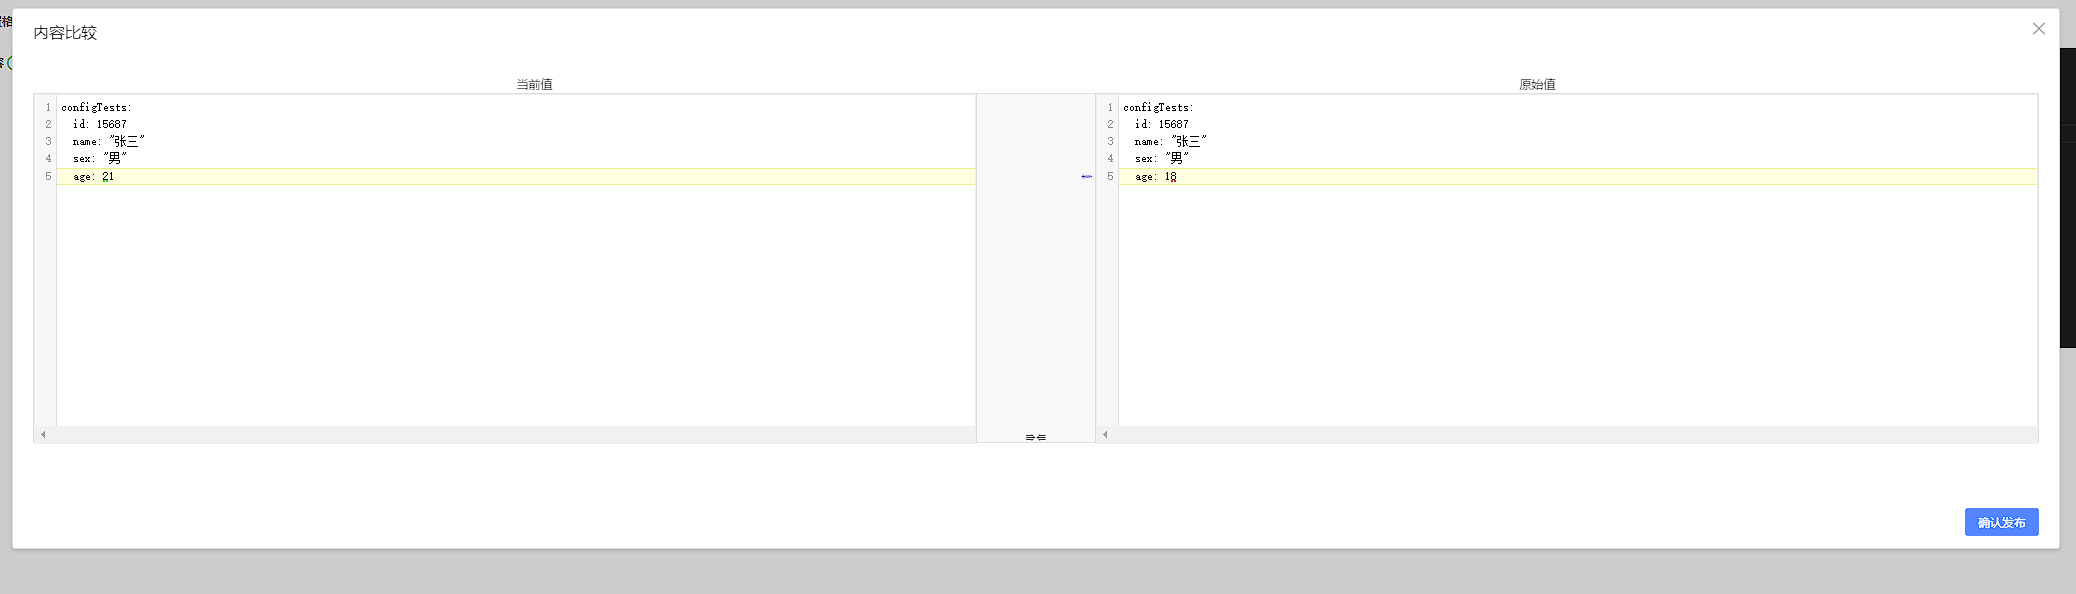 内容比较
当前值
原始值
1 configTests:
2 id: 15687
3 name: "张三"
4 sex: "男"
5 age: 21
1 configTests:
2 id: 15687
3 name: "张三"
4 sex: "男"
5 age: 18
确认发布